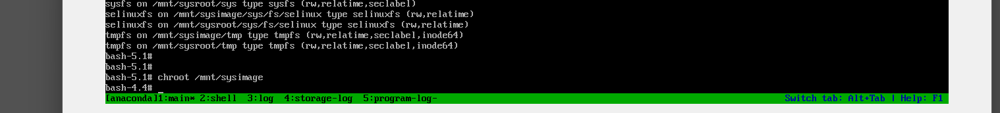 sysfs on /mnt/sysroot/sys type sysfs (rw,relatime,seclabel)
selinuxfs on /mnt/sysimage/sys/fs/selinux type selinuxfs (rw,relatime)
selinuxfs on /mnt/sysroot/sys/fs/selinux type selinuxfs (rw,relatime)
tmpfs on /mnt/sysimage/tmp type tmpfs (rw,relatime,seclabel,inode64)
tmpfs on /mnt/sysroot/tmp type tmpfs (rw,relatime,seclabel,inode64)
bash-5.1#
bash-5.1#
bash-5.1# chroot /mnt/sysimage
bash-4.4# _
[anaconda]1:main* 2:shell  3:log  4:storage-log  5:program-log- Switch tab: Alt+Tab | Help: F1